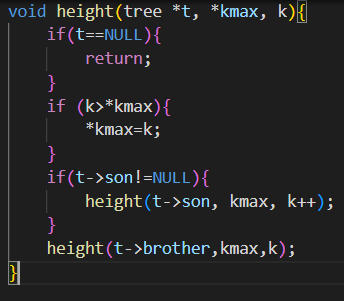 void height(tree *t, *kmax, k){
    if(t==NULL){
        return;
    }
    if (k>*kmax){
        *kmax=k;
    }
    if(t->son!=NULL){
        height(t->son, kmax, k++);
    }
    height(t->brother,kmax,k);
}